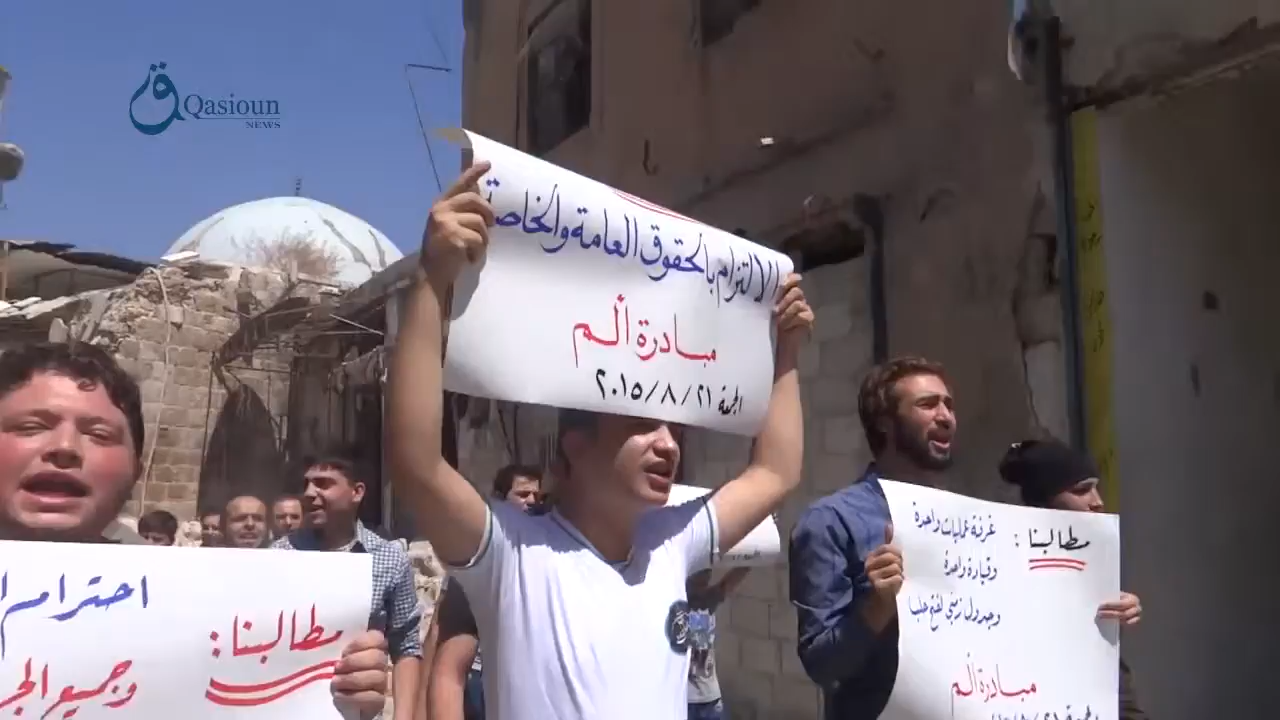 Qasioun
NEWS
الالتزام بالحقوق العامة والخاصة
مبادرة ألم
الجمعة ٢٠١٥/٨/٢١
مطالبنا :
غرفة عمليات واحدة
وقيادة واحدة
وجدول زمني لفتح حلب
مبادرة ألم
مطالبنا :
احترام
وجميع